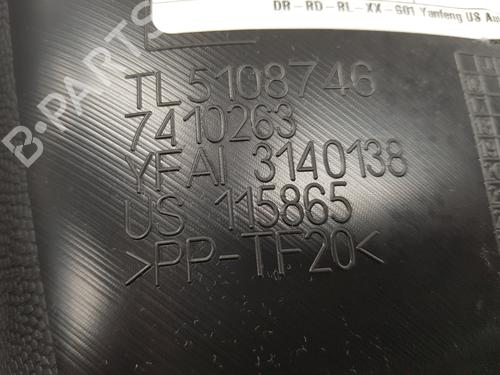 DR-RD-RL-XX-G01 Yanfeng US Au
B-PARTS
TL 5108746
7410263
YFAI 3140138
US 115865
>PP-TF20<